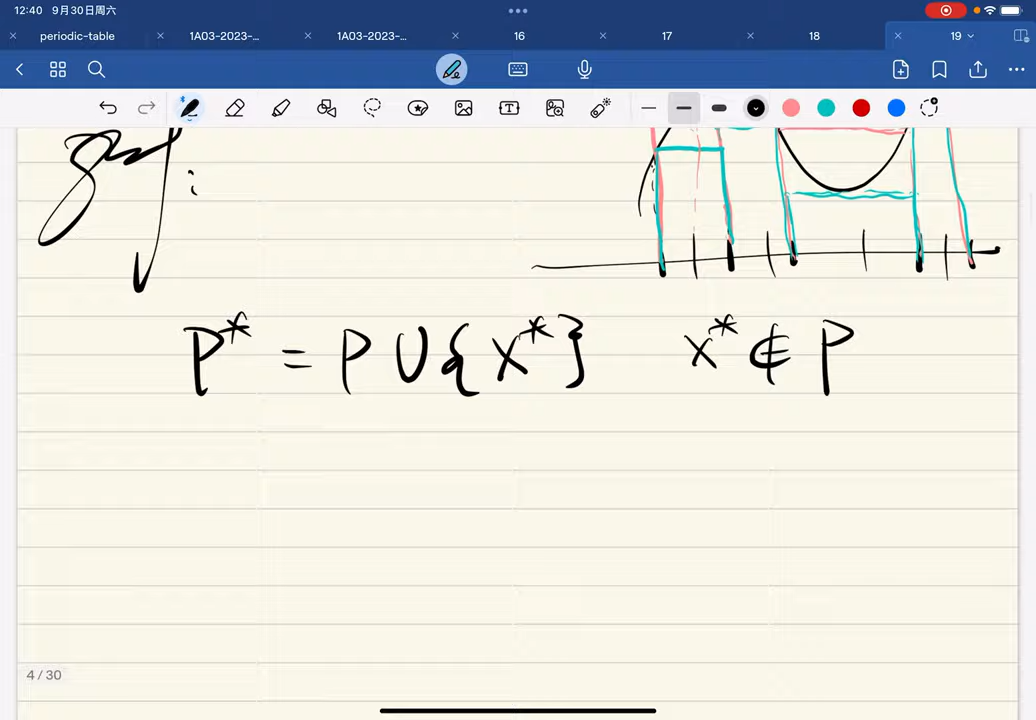 12:40 9月30日周六
periodic-table 1A03-2023-... 1A03-2023-... 16 17 18 19
P* = P ∪ {x*} x* ∉ P
4 / 30